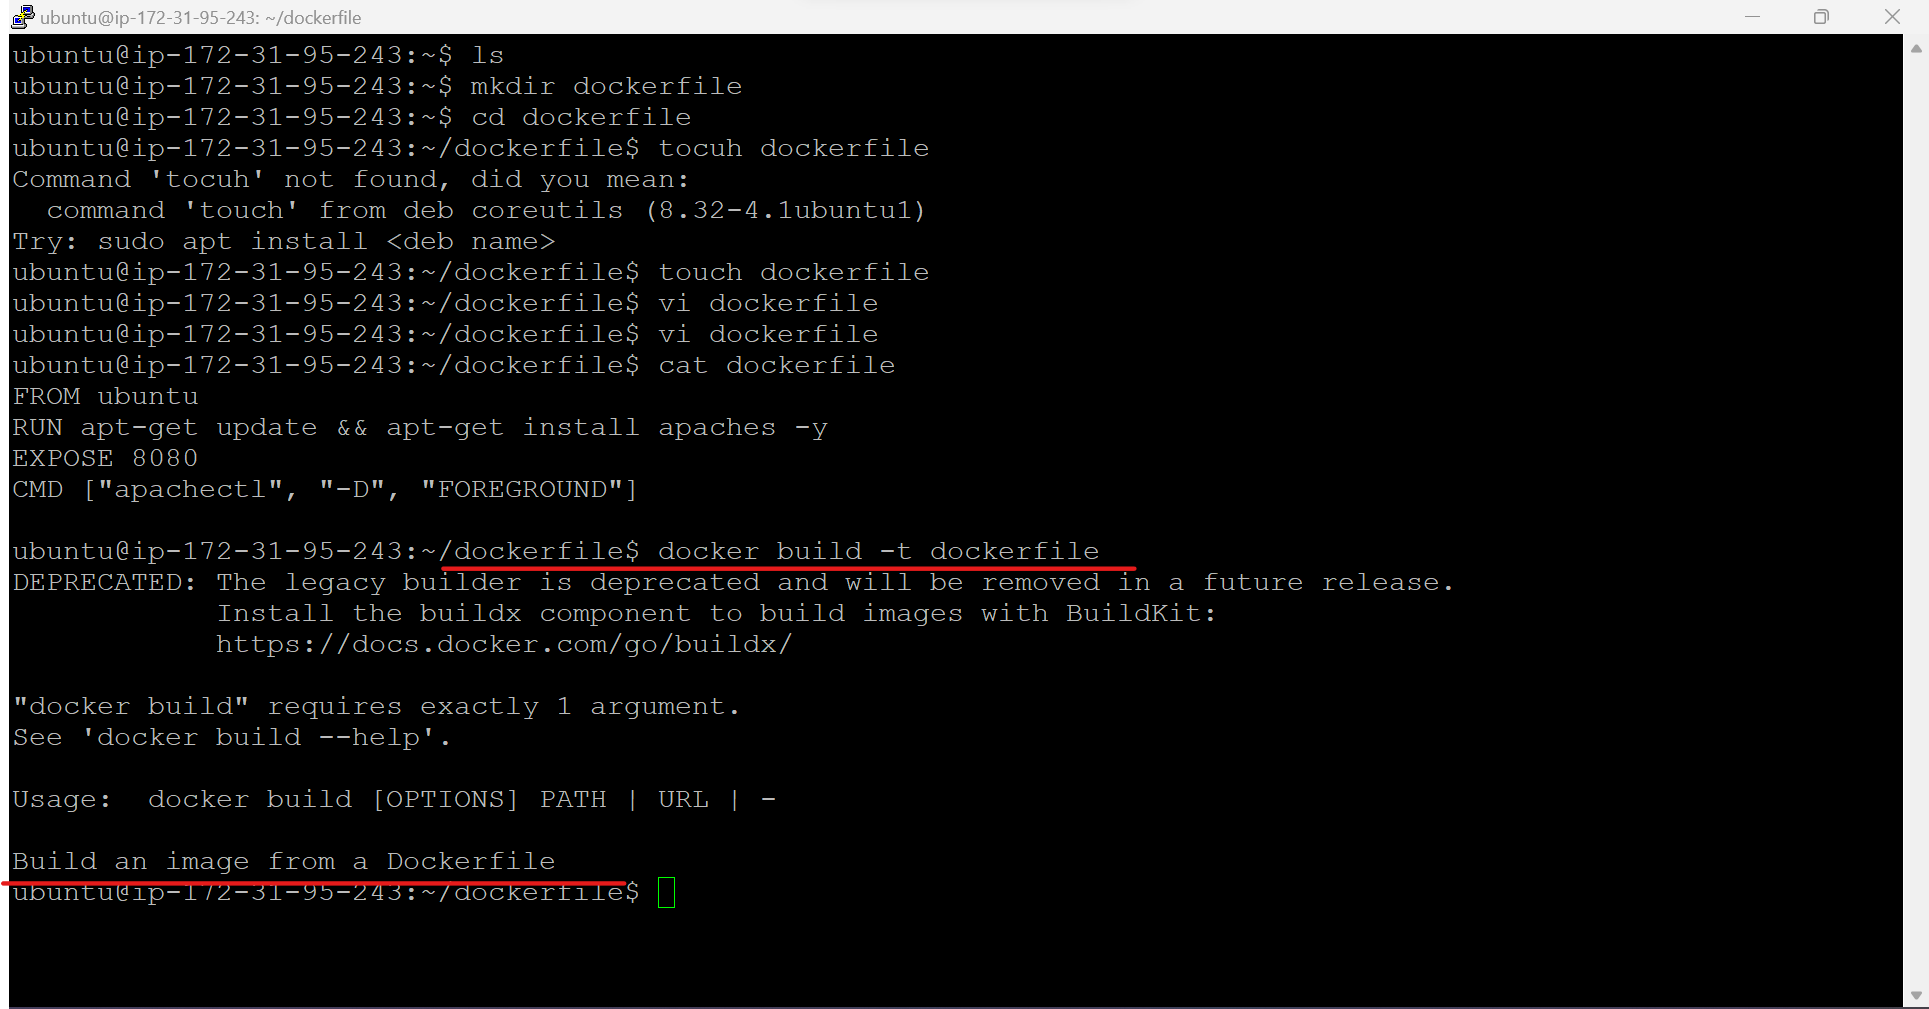 ubuntu@ip-172-31-95-243: ~/dockerfile
ubuntu@ip-172-31-95-243:~$ ls
ubuntu@ip-172-31-95-243:~$ mkdir dockerfile
ubuntu@ip-172-31-95-243:~$ cd dockerfile
ubuntu@ip-172-31-95-243:~/dockerfile$ tocuh dockerfile
Command 'tocuh' not found, did you mean:
  command 'touch' from deb coreutils (8.32-4.1ubuntu1)
Try: sudo apt install <deb name>
ubuntu@ip-172-31-95-243:~/dockerfile$ touch dockerfile
ubuntu@ip-172-31-95-243:~/dockerfile$ vi dockerfile
ubuntu@ip-172-31-95-243:~/dockerfile$ vi dockerfile
ubuntu@ip-172-31-95-243:~/dockerfile$ cat dockerfile
FROM ubuntu
RUN apt-get update && apt-get install apaches -y
EXPOSE 8080
CMD ["apachectl", "-D", "FOREGROUND"]
ubuntu@ip-172-31-95-243:~/dockerfile$ docker build -t dockerfile
DEPRECATED: The legacy builder is deprecated and will be removed in a future release.
            Install the buildx component to build images with BuildKit:
            https://docs.docker.com/go/buildx/
"docker build" requires exactly 1 argument.
See 'docker build --help'.
Usage:  docker build [OPTIONS] PATH | URL | -
Build an image from a Dockerfile
ubuntu@ip-172-31-95-243:~/dockerfile$